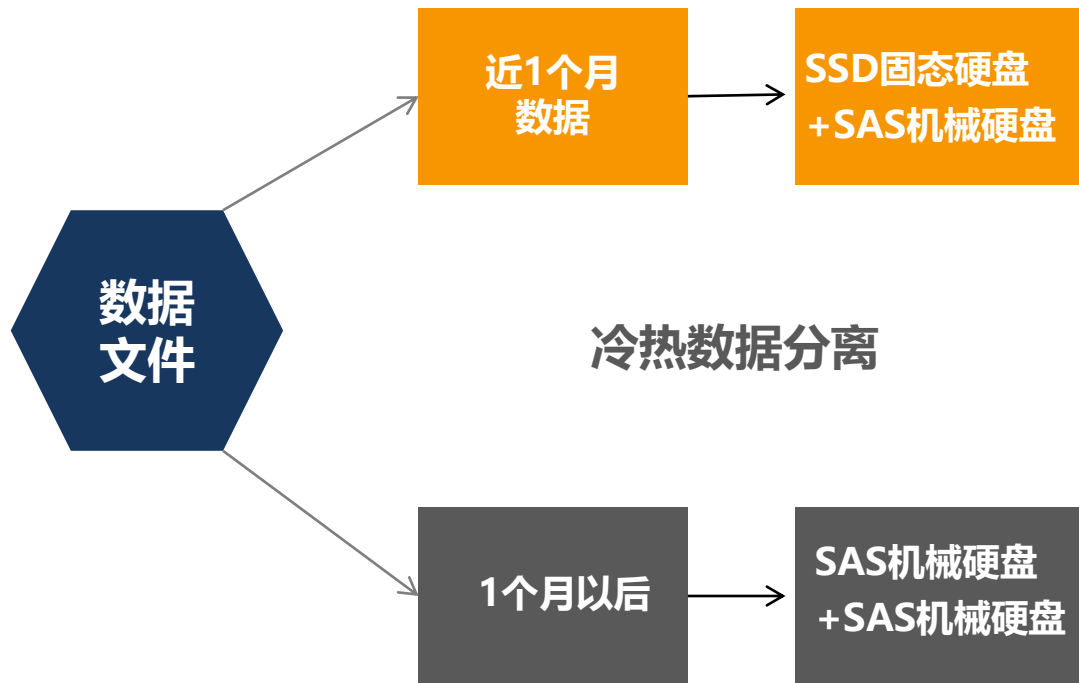 近1个月
数据
SSD固态硬盘
+SAS机械硬盘
数据
文件
冷热数据分离
1个月以后
SAS机械硬盘
+SAS机械硬盘